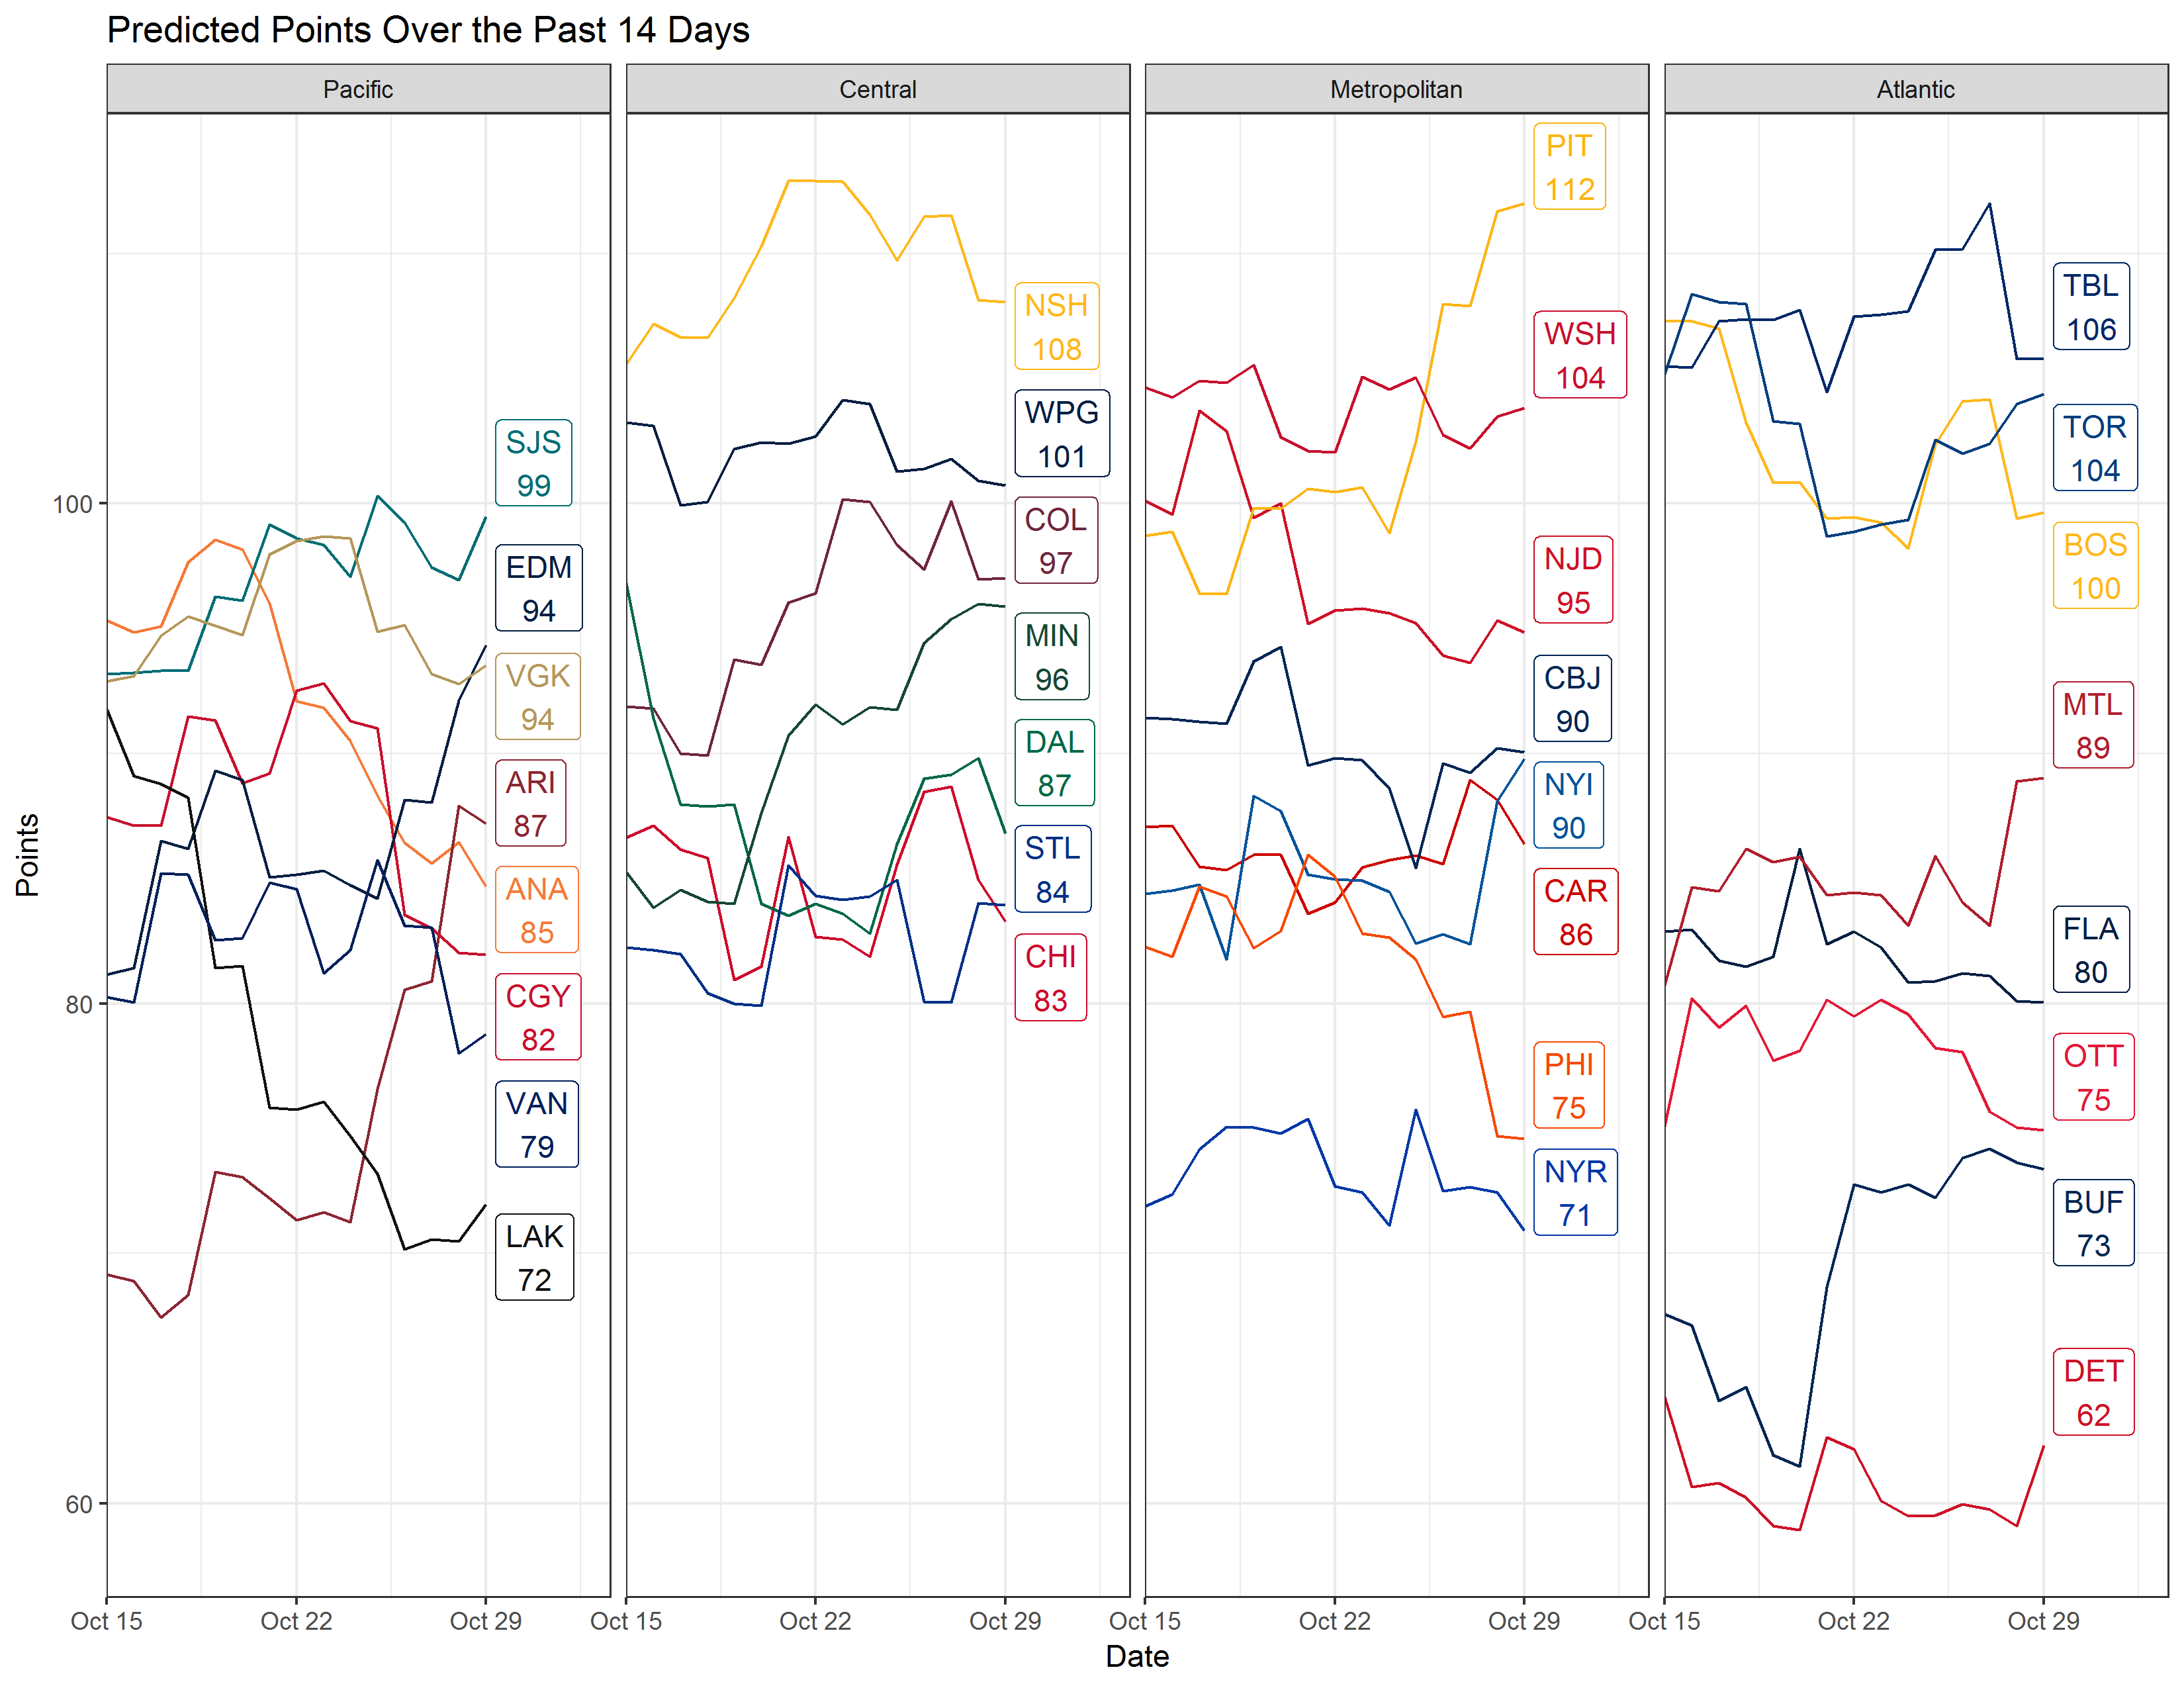 Predicted Points Over the Past 14 Days
Pacific
Central
Metropolitan
Atlantic
Points
100
80
60
SJS
99
EDM
94
VGK
94
ARI
87
ANA
85
CGY
82
VAN
79
LAK
72
NSH
108
WPG
101
COL
97
MIN
96
DAL
87
STL
84
CHI
83
PIT
112
WSH
104
NJD
95
CBJ
90
NYI
90
CAR
86
PHI
75
NYR
71
TBL
106
TOR
104
BOS
100
MTL
89
FLA
80
OTT
75
BUF
73
DET
62
Oct 15
Oct 22
Oct 29
Oct 15
Oct 22
Oct 29
Oct 15
Oct 22
Oct 29
Oct 15
Oct 22
Oct 29
Date